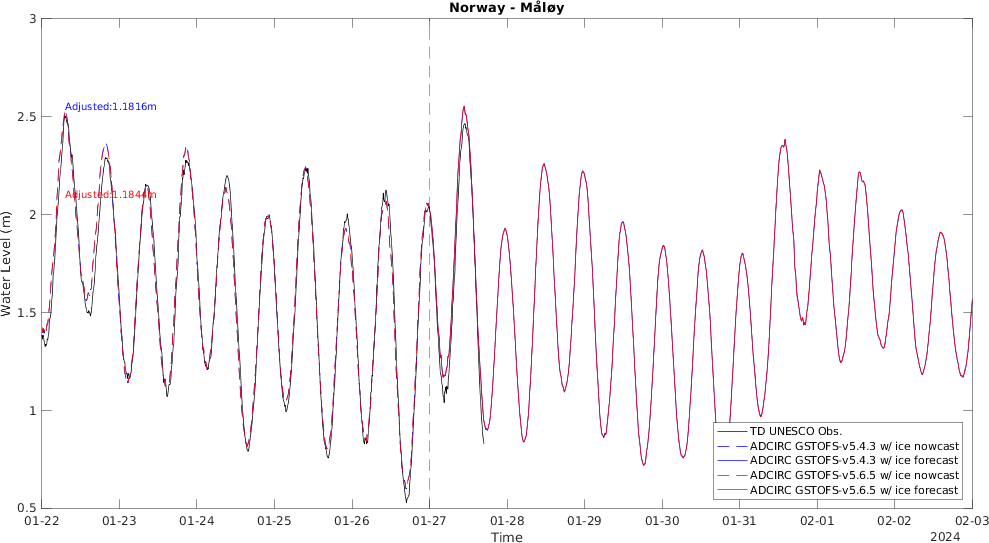 Norway - Måløy
3
2.5
2
1.5
1
0.5
Water Level (m)
Adjusted:1.1816m
Adjusted:1.1844m
TD UNESCO Obs.
ADCIRC GSTOFS-v5.4.3 w/ ice nowcast
ADCIRC GSTOFS-v5.4.3 w/ ice forecast
ADCIRC GSTOFS-v5.6.5 w/ ice nowcast
ADCIRC GSTOFS-v5.6.5 w/ ice forecast
01-22 01-23 01-24 01-25 01-26 01-27 01-28 01-29 01-30 01-31 02-01 02-02 02-03
Time
2024